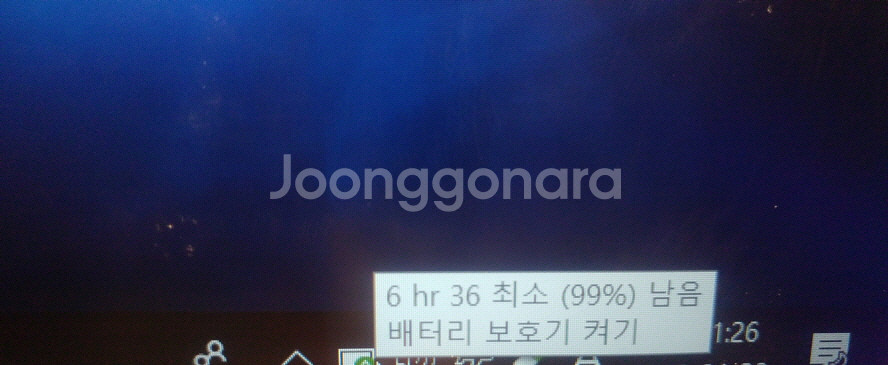 Joonggonara
6 hr 36 최소 (99%) 남음
배터리 보호기 켜기
1:26